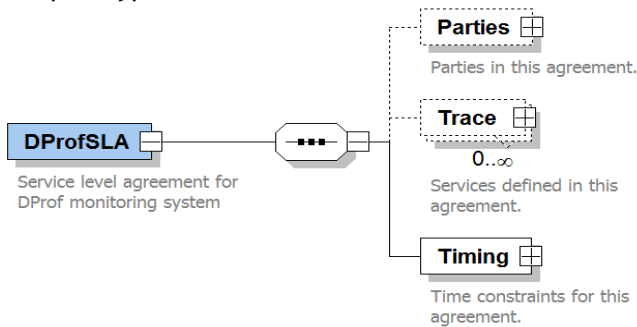 Parties
Parties in this agreement.
Trace
0..∞
Services defined in this
agreement.
DProfSLA
Service level agreement for
DProf monitoring system
Timing
Time constraints for this
agreement.